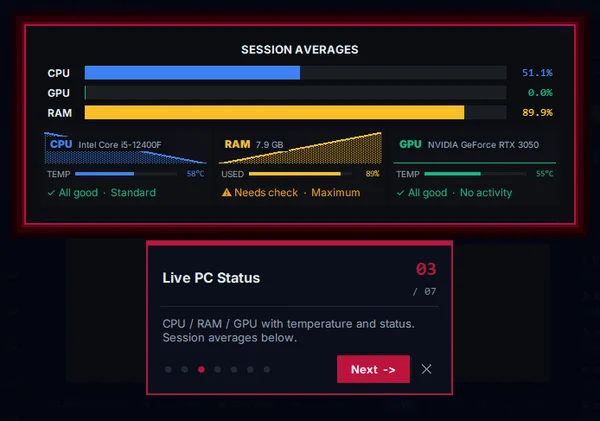 SESSION AVERAGES
CPU 51.1%
GPU 0.0%
RAM 89.9%
CPU Intel Core i5-12400F
TEMP 58°C
✓ All good · Standard
RAM 7.9 GB
USED 89%
⚠ Needs check · Maximum
GPU NVIDIA GeForce RTX 3050
TEMP 55°C
✓ All good · No activity
Live PC Status
03
/ 07
CPU / RAM / GPU with temperature and status.
Session averages below.
Next ->